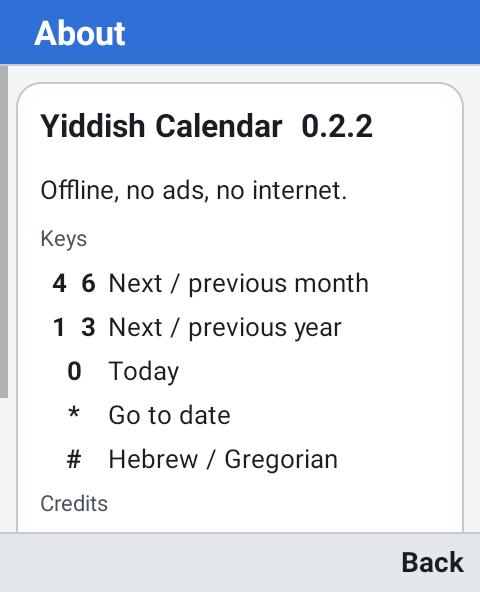 About
Yiddish Calendar 0.2.2
Offline, no ads, no internet.
Keys
4 6 Next / previous month
1 3 Next / previous year
0 Today
* Go to date
# Hebrew / Gregorian
Credits
Back